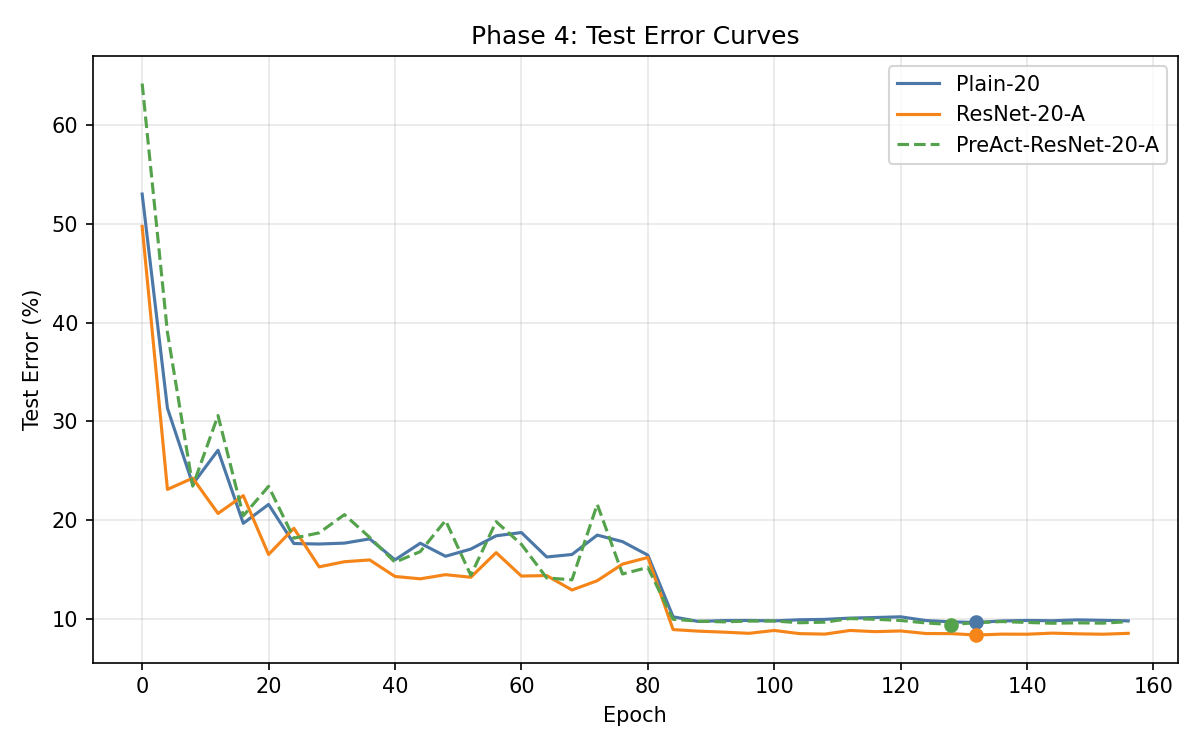 Phase 4: Test Error Curves
Plain-20
ResNet-20-A
PreAct-ResNet-20-A
Test Error (%)
60
50
40
30
20
10
0 20 40 60 80 100 120 140 160
Epoch